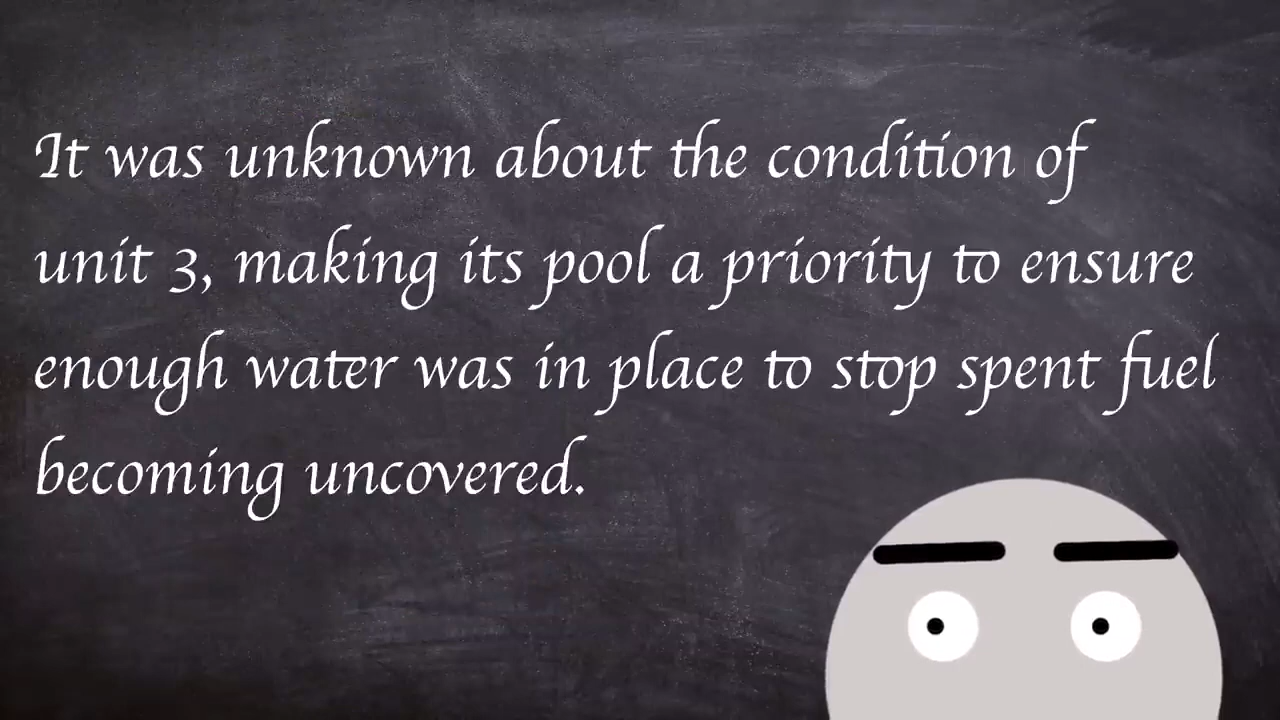 It was unknown about the condition of
unit 3, making its pool a priority to ensure
enough water was in place to stop spent fuel
becoming uncovered.